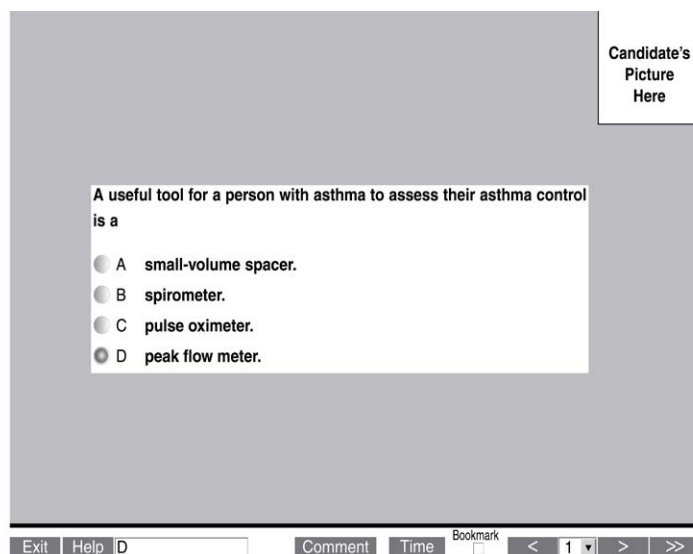 Candidate's
Picture
Here
A useful tool for a person with asthma to assess their asthma control
is a
A small-volume spacer.
B spirometer.
C pulse oximeter.
D peak flow meter.
Exit Help D Comment Time Bookmark < 1 > >>